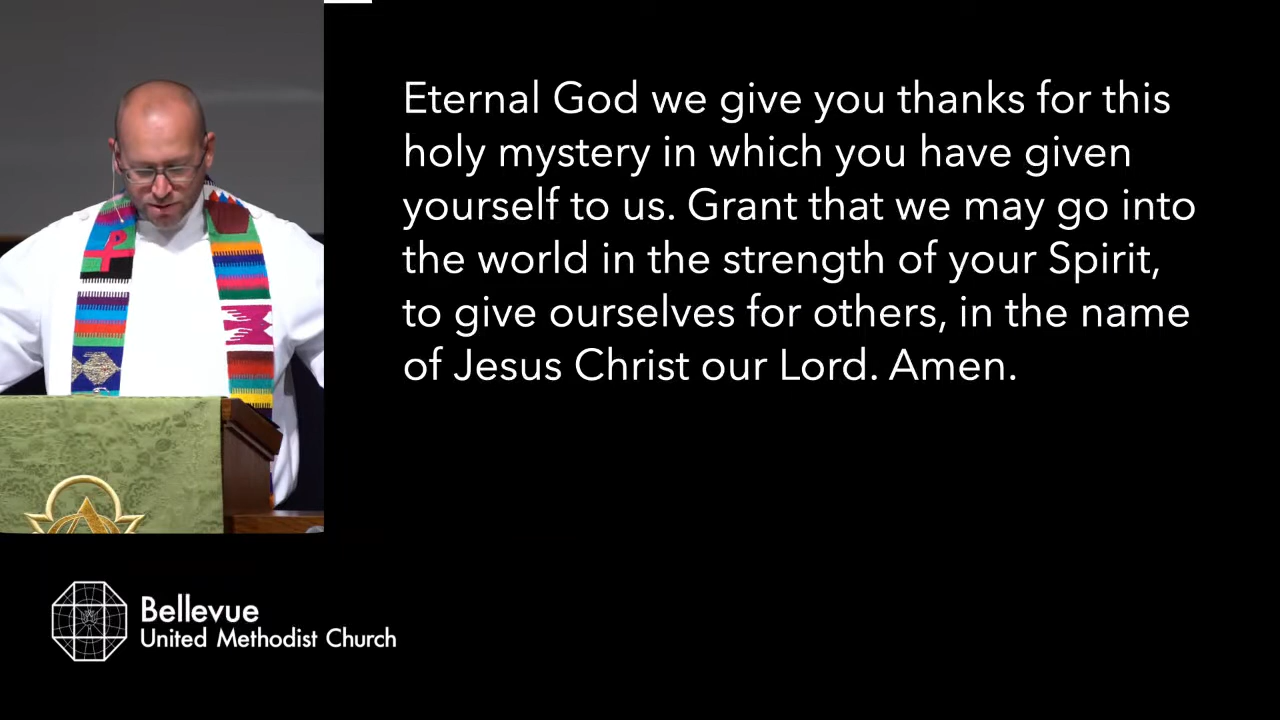 Eternal God we give you thanks for this
holy mystery in which you have given
yourself to us. Grant that we may go into
the world in the strength of your Spirit,
to give ourselves for others, in the name
of Jesus Christ our Lord. Amen.
Bellevue
United Methodist Church